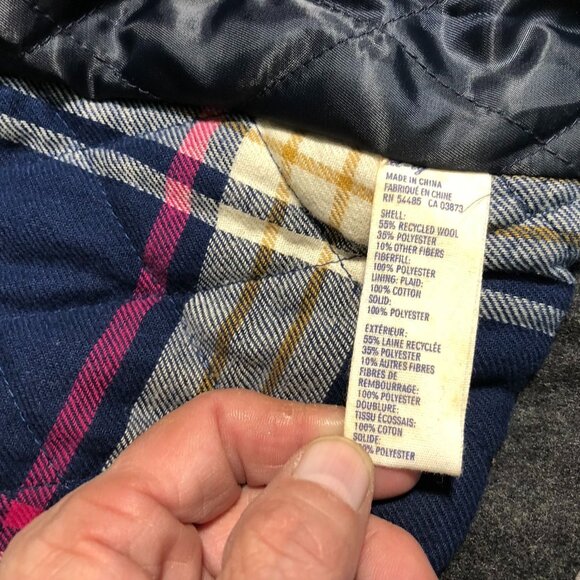 MADE IN CHINA
FABRIQUÉ EN CHINE
RN 54485 CA 03873
SHELL:
55% RECYCLED WOOL
35% POLYESTER
10% OTHER FIBERS
FIBERFILL:
100% POLYESTER
LINING: PLAID:
100% COTTON
SOLID:
100% POLYESTER
EXTÉRIEUR:
55% LAINE RECYCLÉE
35% POLYESTER
10% AUTRES FIBRES
FIBRES DE
REMBOURRAGE:
100% POLYESTER
DOUBLURE:
TISSU ÉCOSSAIS:
100% COTON
SOLIDE:
0% POLYESTER